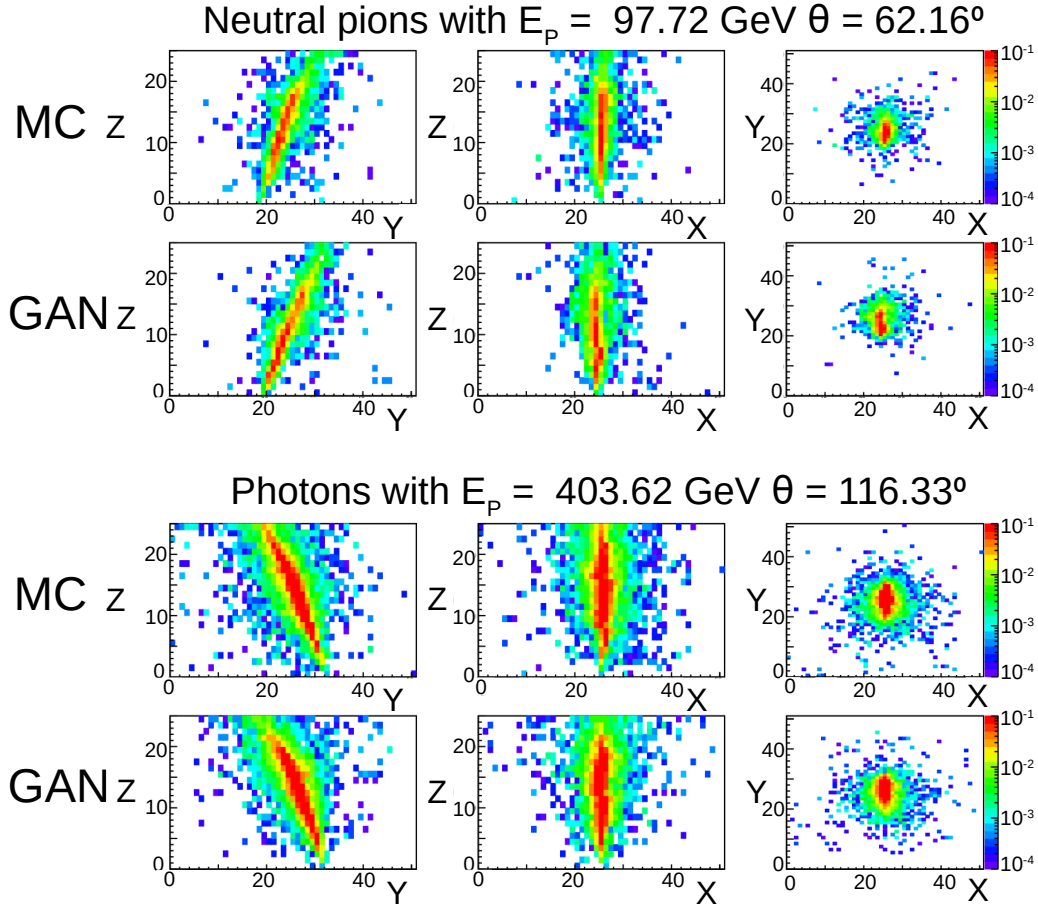 Neutral pions with E_P = 97.72 GeV θ = 62.16º
MC Z
20
10
0
0 20 40
Y
Z
20
10
0
0 20 40
X
Y
40
20
0
0 20 40
X
10^-1
10^-2
10^-3
10^-4
GAN Z
20
10
0
0 20 40
Y
Z
20
10
0
0 20 40
X
Y
40
20
0
0 20 40
X
10^-1
10^-2
10^-3
10^-4
Photons with E_P = 403.62 GeV θ = 116.33º
MC Z
20
10
0
0 20 40
Y
Z
20
10
0
0 20 40
X
Y
40
20
0
0 20 40
X
10^-1
10^-2
10^-3
10^-4
GAN Z
20
10
0
0 20 40
Y
Z
20
10
0
0 20 40
X
Y
40
20
0
0 20 40
X
10^-1
10^-2
10^-3
10^-4